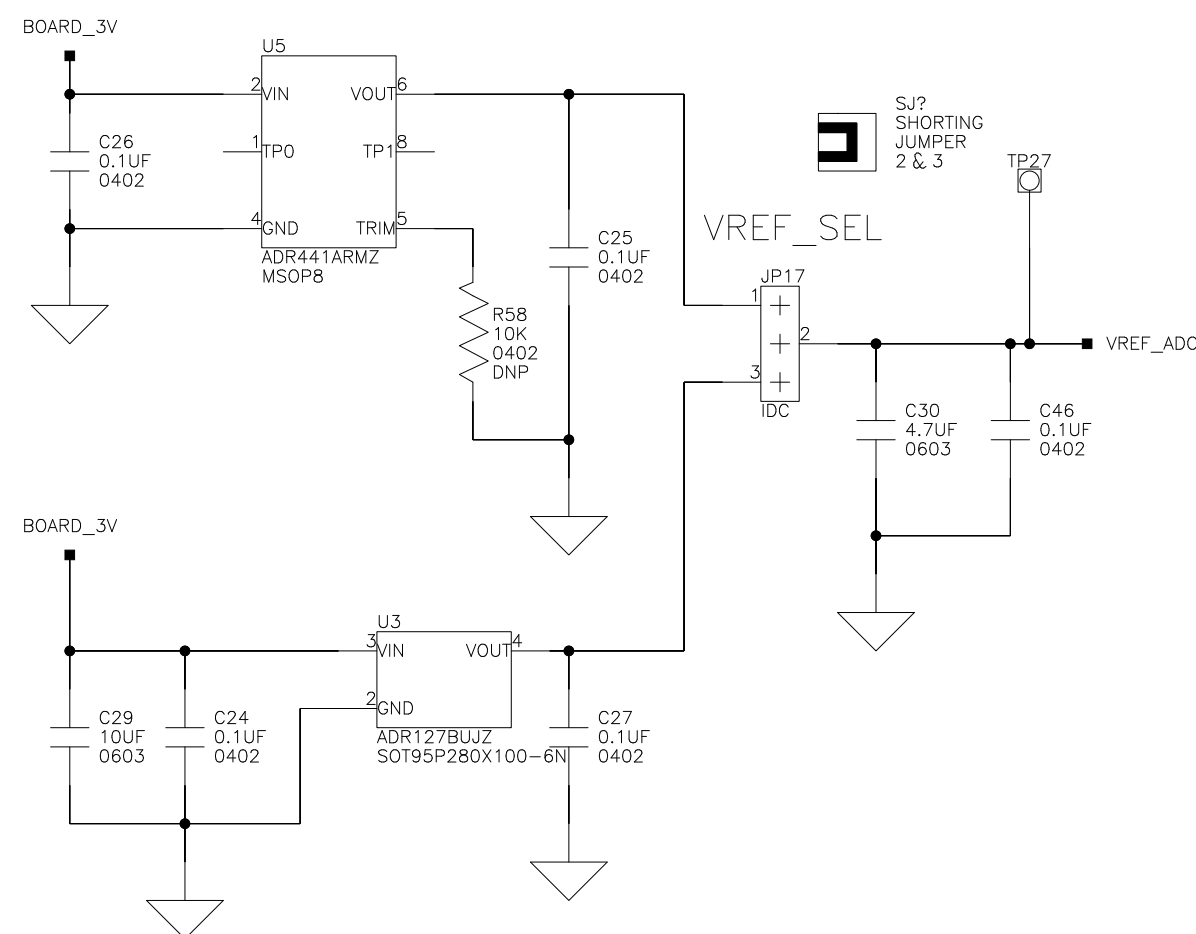 BOARD_3V
U5
2 VIN
VOUT 6
1 TP0
TP1 8
4 GND
TRIM 5
ADR441ARMZ
MSOP8
C26
0.1UF
0402
C25
0.1UF
0402
R58
10K
0402
DNP
SJ?
SHORTING
JUMPER
2 & 3
TP27
VREF_SEL
JP17
1
2
3
IDC
VREF_ADC
C30
4.7UF
0603
C46
0.1UF
0402
BOARD_3V
U3
3 VIN
VOUT 4
2 GND
ADR127BUJZ
SOT95P280X100-6N
C29
10UF
0603
C24
0.1UF
0402
C27
0.1UF
0402